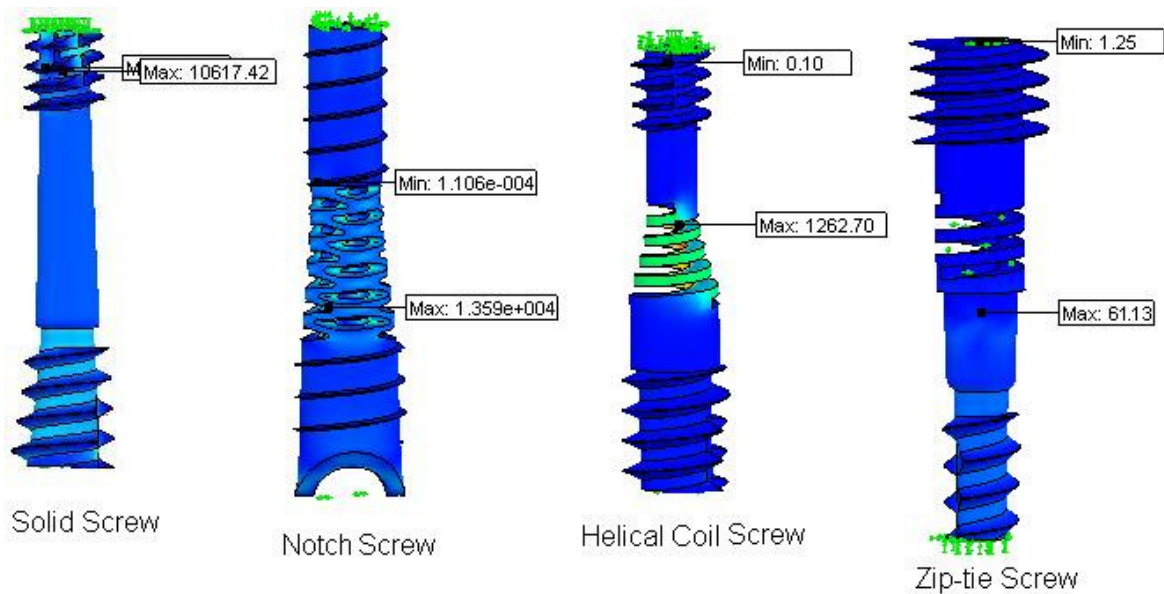 M
Max: 10617.42
Min: 1.106e-004
Max: 1.359e+004
Min: 0.10
Max: 1262.70
Min: 1.25
Max: 61.13
Solid Screw
Notch Screw
Helical Coil Screw
Zip-tie Screw